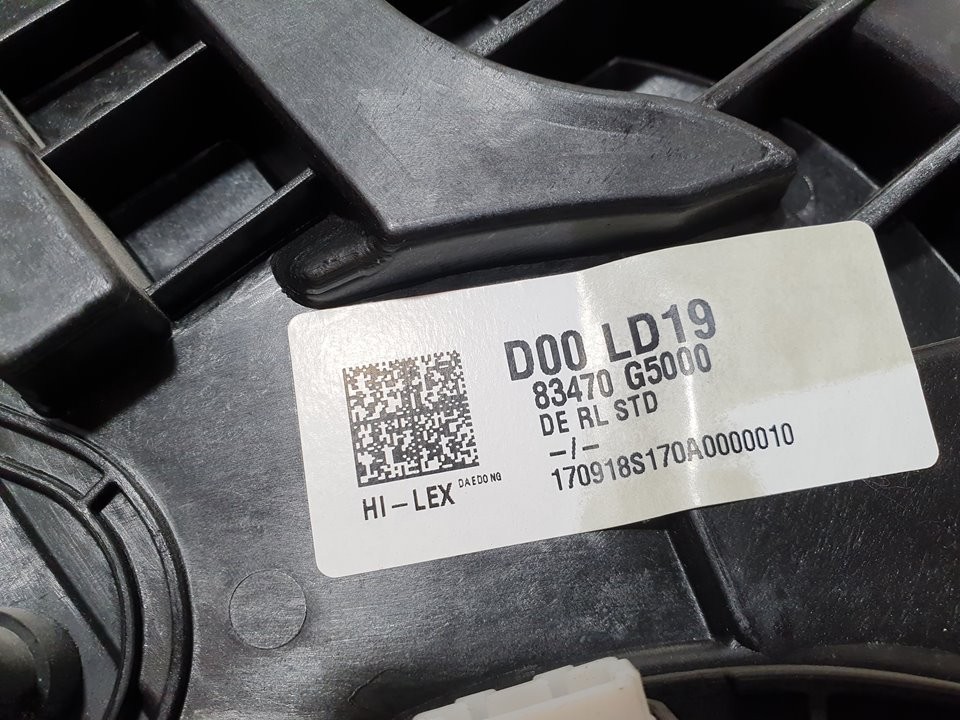 D00 LD19
83470 G5000
DE RL STD
-/-
170918S170A0000010
HI-LEX DAEDONG